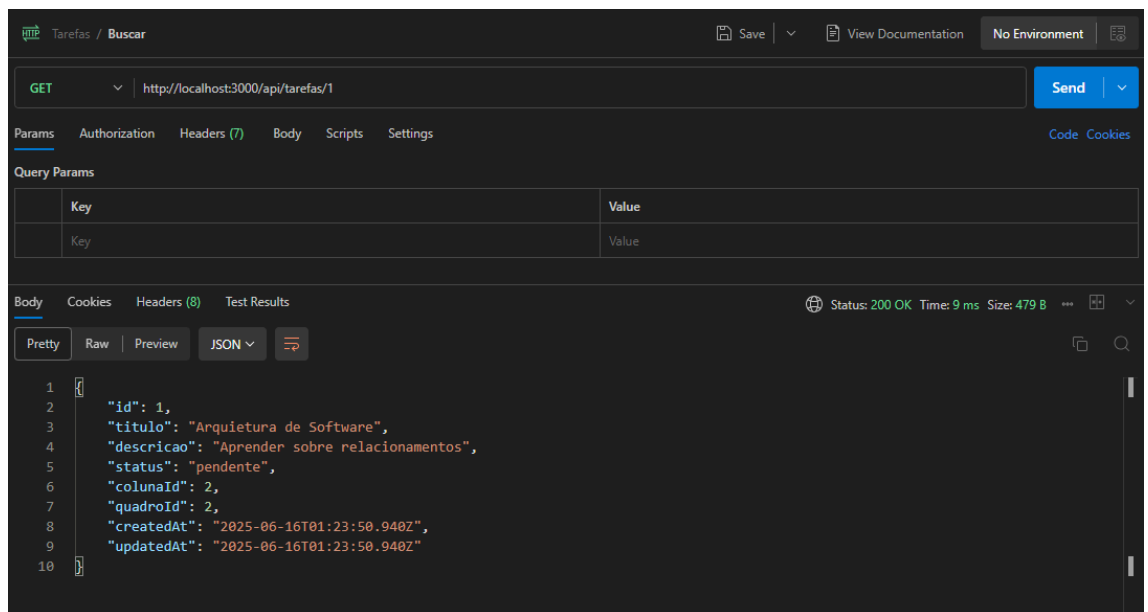 HTTP Tarefas / Buscar Save View Documentation No Environment
GET http://localhost:3000/api/tarefas/1 Send
Params Authorization Headers (7) Body Scripts Settings Code Cookies
Query Params
Key Value
Key Value
Body Cookies Headers (8) Test Results Status: 200 OK Time: 9 ms Size: 479 B
Pretty Raw Preview JSON
1 {
2 "id": 1,
3 "titulo": "Arquietura de Software",
4 "descricao": "Aprender sobre relacionamentos",
5 "status": "pendente",
6 "colunaId": 2,
7 "quadroId": 2,
8 "createdAt": "2025-06-16T01:23:50.940Z",
9 "updatedAt": "2025-06-16T01:23:50.940Z"
10 }